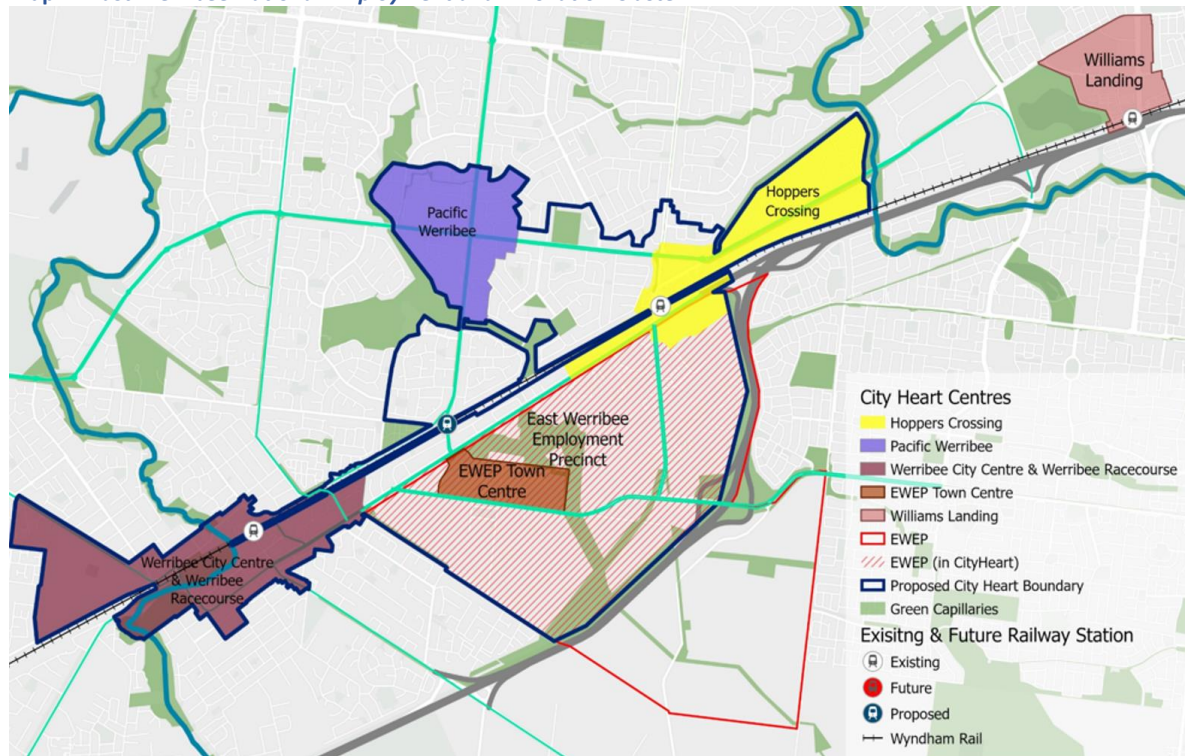 Williams
Landing
Hoppers
Crossing
Pacific
Werribee
East Werribee
Employment
Precinct
EWEP Town
Centre
Werribee City Centre
& Werribee
Racecourse
City Heart Centres
Hoppers Crossing
Pacific Werribee
Werribee City Centre & Werribee Racecourse
EWEP Town Centre
Williams Landing
EWEP
EWEP (in CityHeart)
Proposed City Heart Boundary
Green Capillaries
Exisitng & Future Railway Station
Existing
Future
Proposed
Wyndham Rail